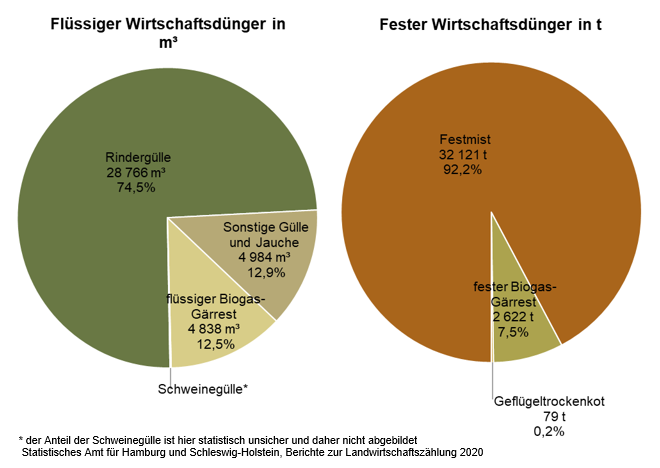 Flüssiger Wirtschaftsdünger in
m³
Rindergülle
28 766 m³
74,5%
Sonstige Gülle
und Jauche
4 984 m³
12,9%
flüssiger Biogas-
Gärrest
4 838 m³
12,5%
Schweinegülle*
Fester Wirtschaftsdünger in t
Festmist
32 121 t
92,2%
fester Biogas-
Gärrest
2 622 t
7,5%
Geflügeltrockenkot
79 t
0,2%
* der Anteil der Schweinegülle ist hier statistisch unsicher und daher nicht abgebildet
Statistisches Amt für Hamburg und Schleswig-Holstein, Berichte zur Landwirtschaftszählung 2020